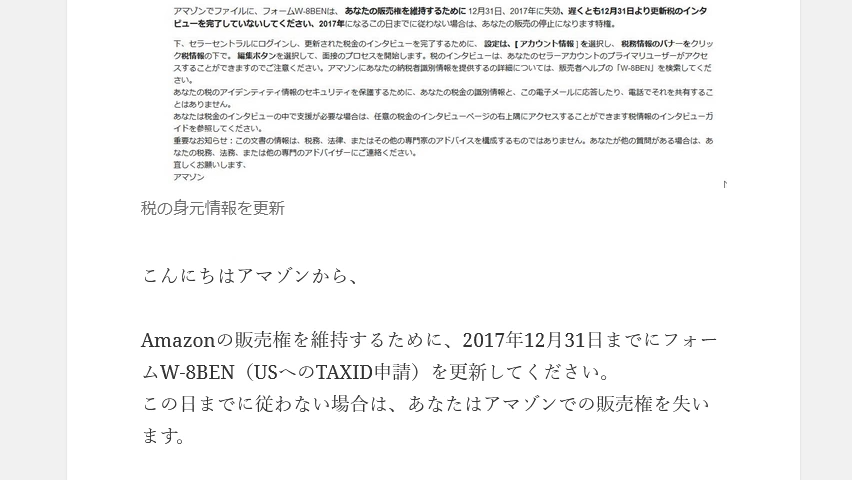 アマゾンでファイルに、フォームW-8BENは、 あなたの販売権を維持するために 12月31日、2017年に失効、遅くとも12月31日より更新税のインタ
ビューを完了していないしてください、2017年になるこの日までに従わない場合は、あなたの販売の停止になります特権。
下、セラーセントラルにログインし、更新された税金のインタビューを完了するために、 設定は、[ アカウント情報 ] を選択し、 税務情報のバナーをクリッ
ク税情報の下で。 編集ボタンを選択して、面接のプロセスを開始します。税のインタビューは、あなたのセラーアカウントのプライマリユーザーがアクセ
スすることができますのでご注意ください。アマゾンにあなたの納税者識別情報を提供するの詳細については、販売者ヘルプの「W-8BEN」を検索してくだ
さい。
あなたの税のアイデンティティ情報のセキュリティを保護するために、あなたの税金の識別情報と、この電子メールに応答したり、電話でそれを共有するこ
とはありません。
あなたは税金のインタビューの中で支援が必要な場合は、任意の税金のインタビューページの右上隅にアクセスすることができます税情報のインタビューガ
イドを参照してください。
重要なお知らせ：この文書の情報は、税務、法律、またはその他の専門家のアドバイスを構成するものではありません。あなたが他の質問がある場合は、あ
なたの税務、法務、または他の専門のアドバイザーにご連絡ください。
宜しくお願いします、
アマゾン
税の身元情報を更新
こんにちはアマゾンから、
Amazonの販売権を維持するために、2017年12月31日までにフォー
ムW-8BEN（USへのTAXID申請）を更新してください。
この日までに従わない場合は、あなたはアマゾンでの販売権を失い
ます。